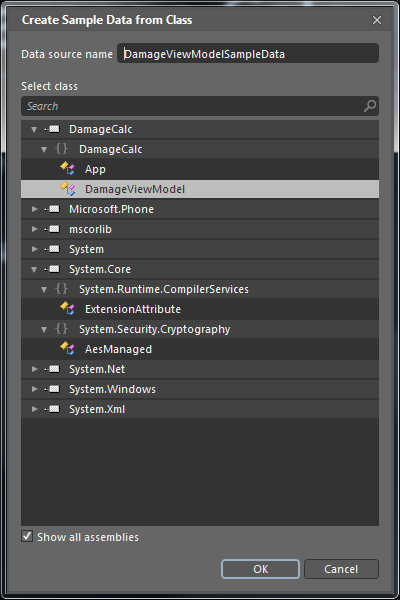 Create Sample Data from Class
Data source name DamageViewModelSampleData
Select class
Search
DamageCalc
{} DamageCalc
App
DamageViewModel
Microsoft.Phone
mscorlib
System
System.Core
{} System.Runtime.CompilerServices
ExtensionAttribute
{} System.Security.Cryptography
AesManaged
System.Net
System.Windows
System.Xml
Show all assemblies
OK Cancel